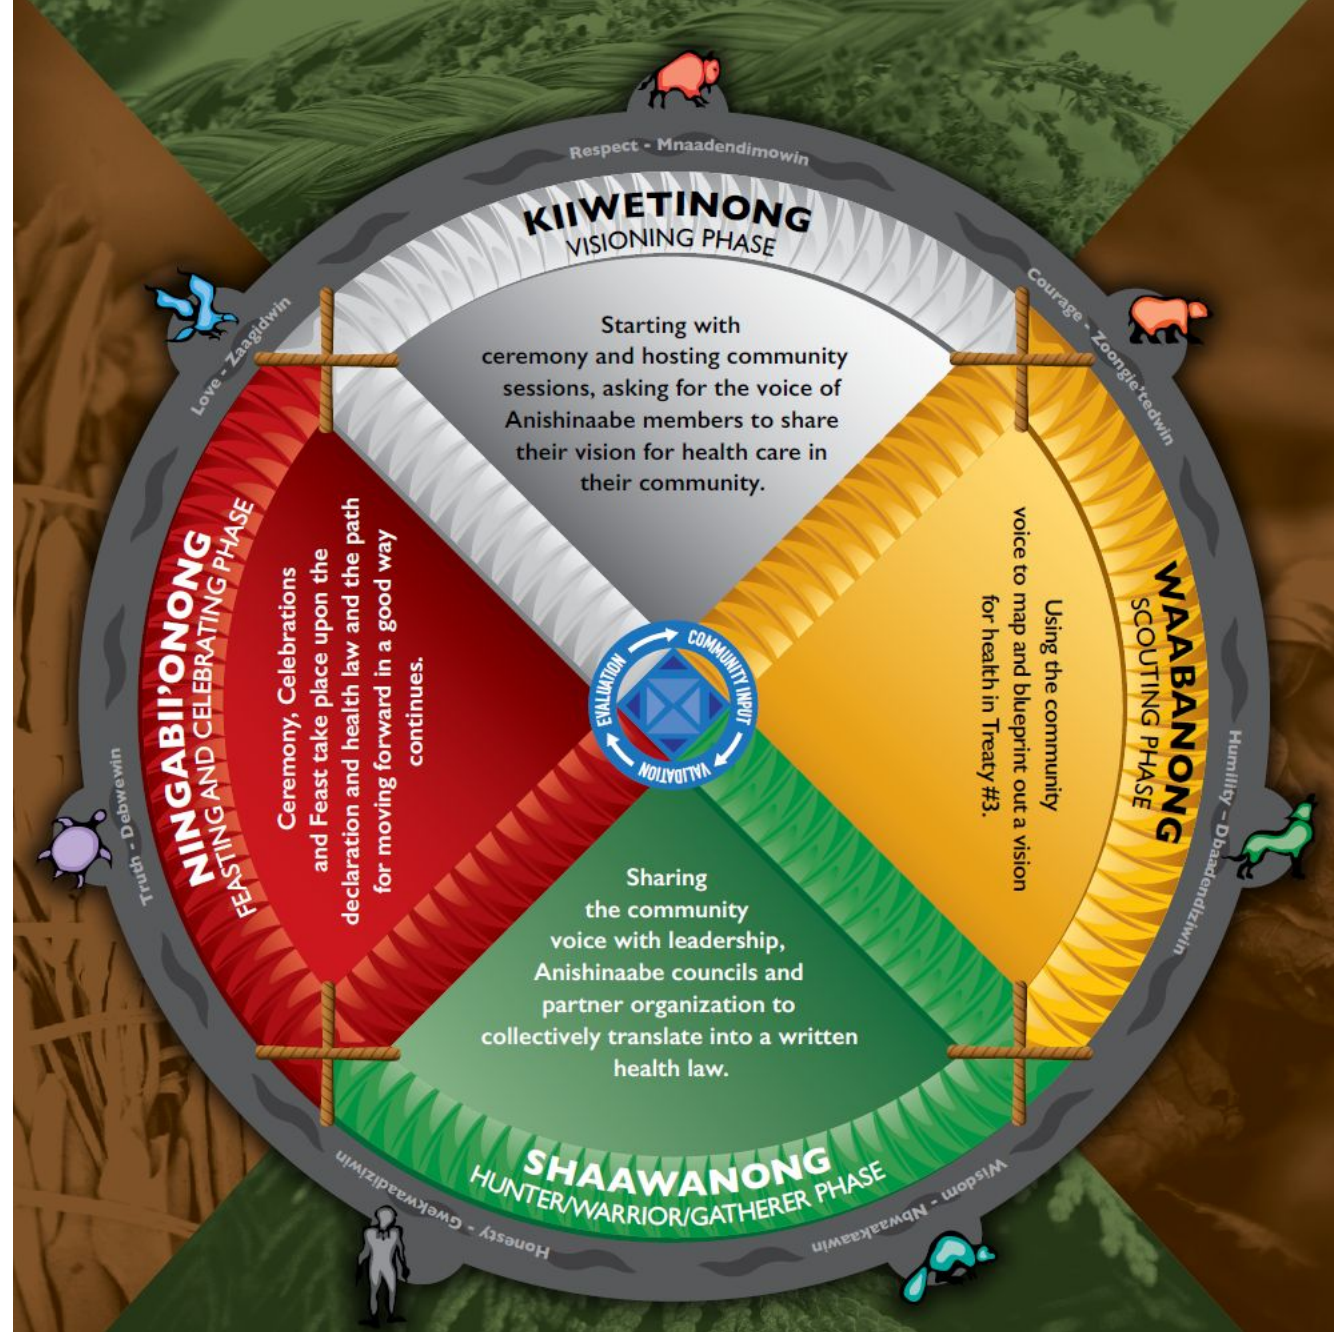 Respect - Mnaadendimowin
KIIWETINONG
VISIONING PHASE
Starting with
ceremony and hosting community
sessions, asking for the voice of
Anishinaabe members to share
their vision for health care in
their community.
Courage - Zoongie'tedwin
WAABANONG
SCOUTING PHASE
Using the community
voice to map and blueprint out a vision
for health in Treaty #3.
Humility - Dbaadendiziwin
Wisdom - Nbwaakaawin
SHAAWANONG
HUNTER/WARRIOR/GATHERER PHASE
Sharing
the community
voice with leadership,
Anishinaabe councils and
partner organization to
collectively translate into a written
health law.
Honesty - Gwekwaadiziwin
Truth - Debwewin
NINGABII'ONONG
FEASTING AND CELEBRATING PHASE
Ceremony, Celebrations
and Feast take place upon the
declaration and health law and the path
for moving forward in a good way
continues.
Love - Zaagidwin
COMMUNITY INPUT
VALIDATION
EVALUATION